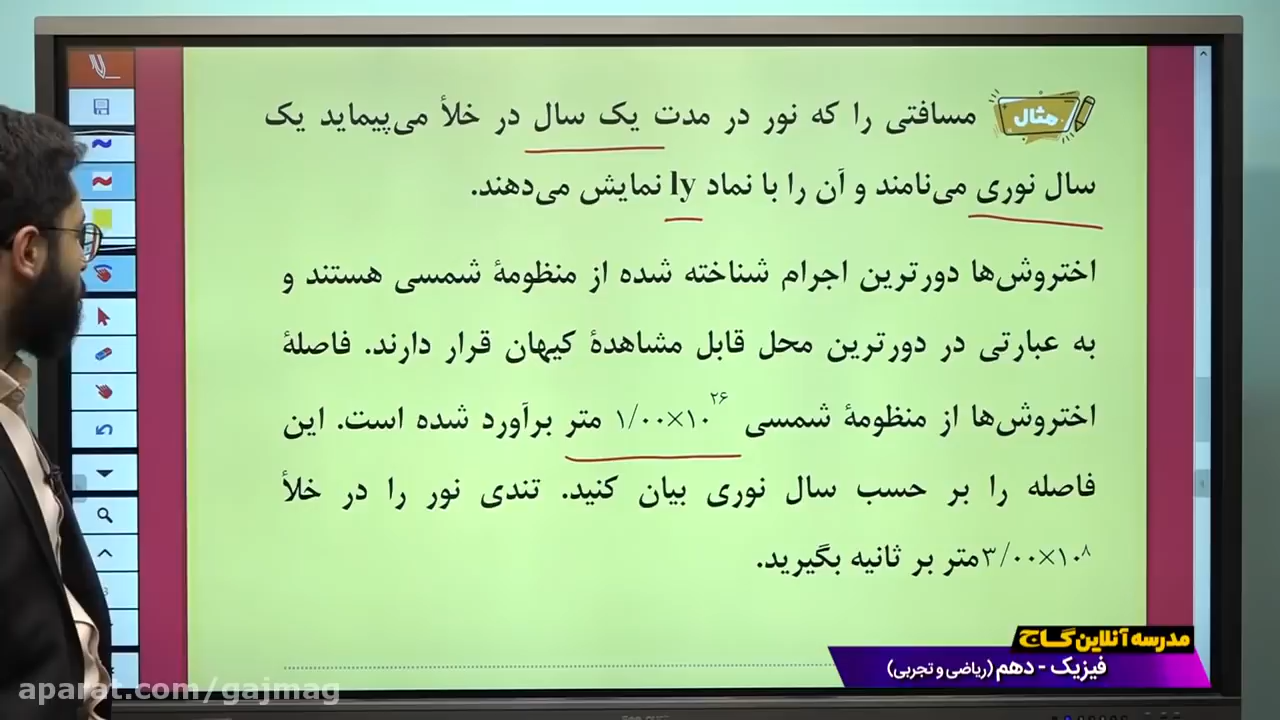 مثال مسافتی را که نور در مدت یک سال در خلأ می‌پیماید یک
سال نوری می‌نامند و آن را با نماد ly نمایش می‌دهند.
اختروش‌ها دورترین اجرام شناخته شده از منظومهٔ شمسی هستند و
به عبارتی در دورترین محل قابل مشاهدهٔ کیهان قرار دارند. فاصلهٔ
اختروش‌ها از منظومهٔ شمسی ۱/۰۰×۱۰^۲۶ متر برآورد شده است. این
فاصله را بر حسب سال نوری بیان کنید. تندی نور را در خلأ
۳/۰۰×۱۰^۸ متر بر ثانیه بگیرید.
مدرسه آنلاین گاج
فیزیک - دهم (ریاضی و تجربی)
aparat.com/gajmag